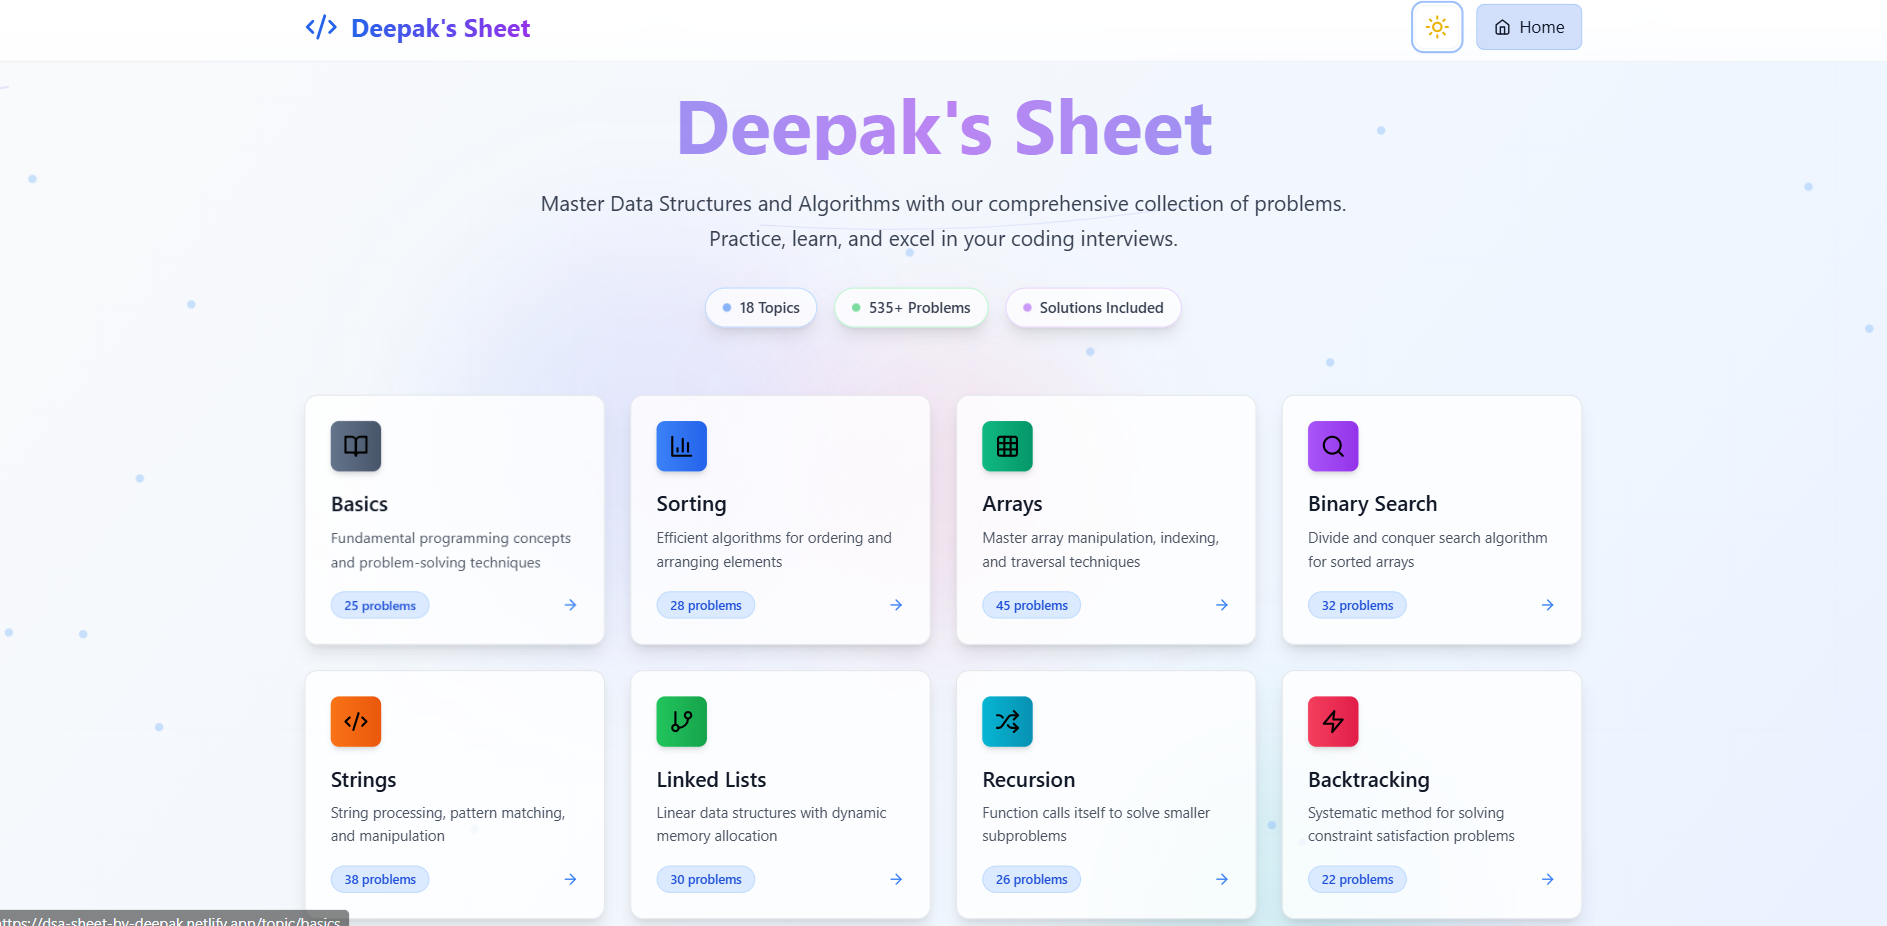 Deepak's Sheet
Home
Deepak's Sheet
Master Data Structures and Algorithms with our comprehensive collection of problems.
Practice, learn, and excel in your coding interviews.
18 Topics
535+ Problems
Solutions Included
Basics
Fundamental programming concepts
and problem-solving techniques
25 problems
Sorting
Efficient algorithms for ordering and
arranging elements
28 problems
Arrays
Master array manipulation, indexing,
and traversal techniques
45 problems
Binary Search
Divide and conquer search algorithm
for sorted arrays
32 problems
Strings
String processing, pattern matching,
and manipulation
38 problems
Linked Lists
Linear data structures with dynamic
memory allocation
30 problems
Recursion
Function calls itself to solve smaller
subproblems
26 problems
Backtracking
Systematic method for solving
constraint satisfaction problems
22 problems
https://dsa-sheet-by-deepak.netlify.app/topic/basics